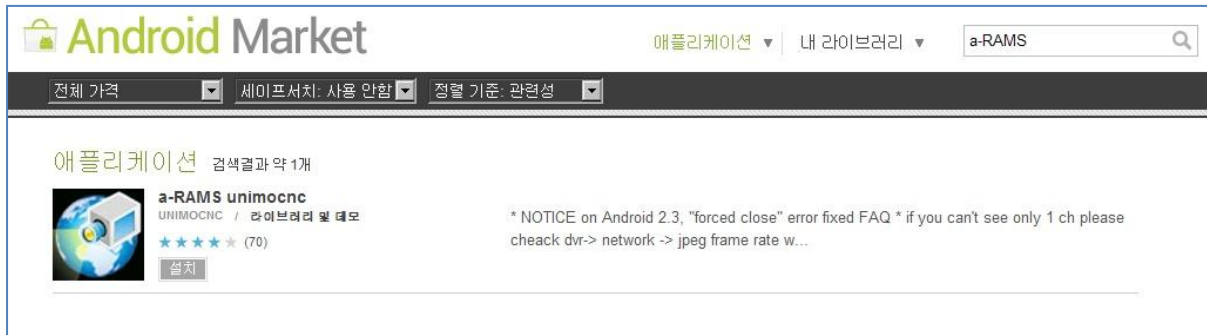 Android Market
애플리케이션 ▼ 내 라이브러리 ▼ a-RAMS
전체 가격 세이프서치: 사용 안함 정렬 기준: 관련성
애플리케이션 검색결과 약 1개
a-RAMS unimocnc
UNIMOCNC / 라이브러리 및 데모
(70)
설치
* NOTICE on Android 2.3, "forced close" error fixed FAQ * if you can't see only 1 ch please
cheack dvr-> network -> jpeg frame rate w...